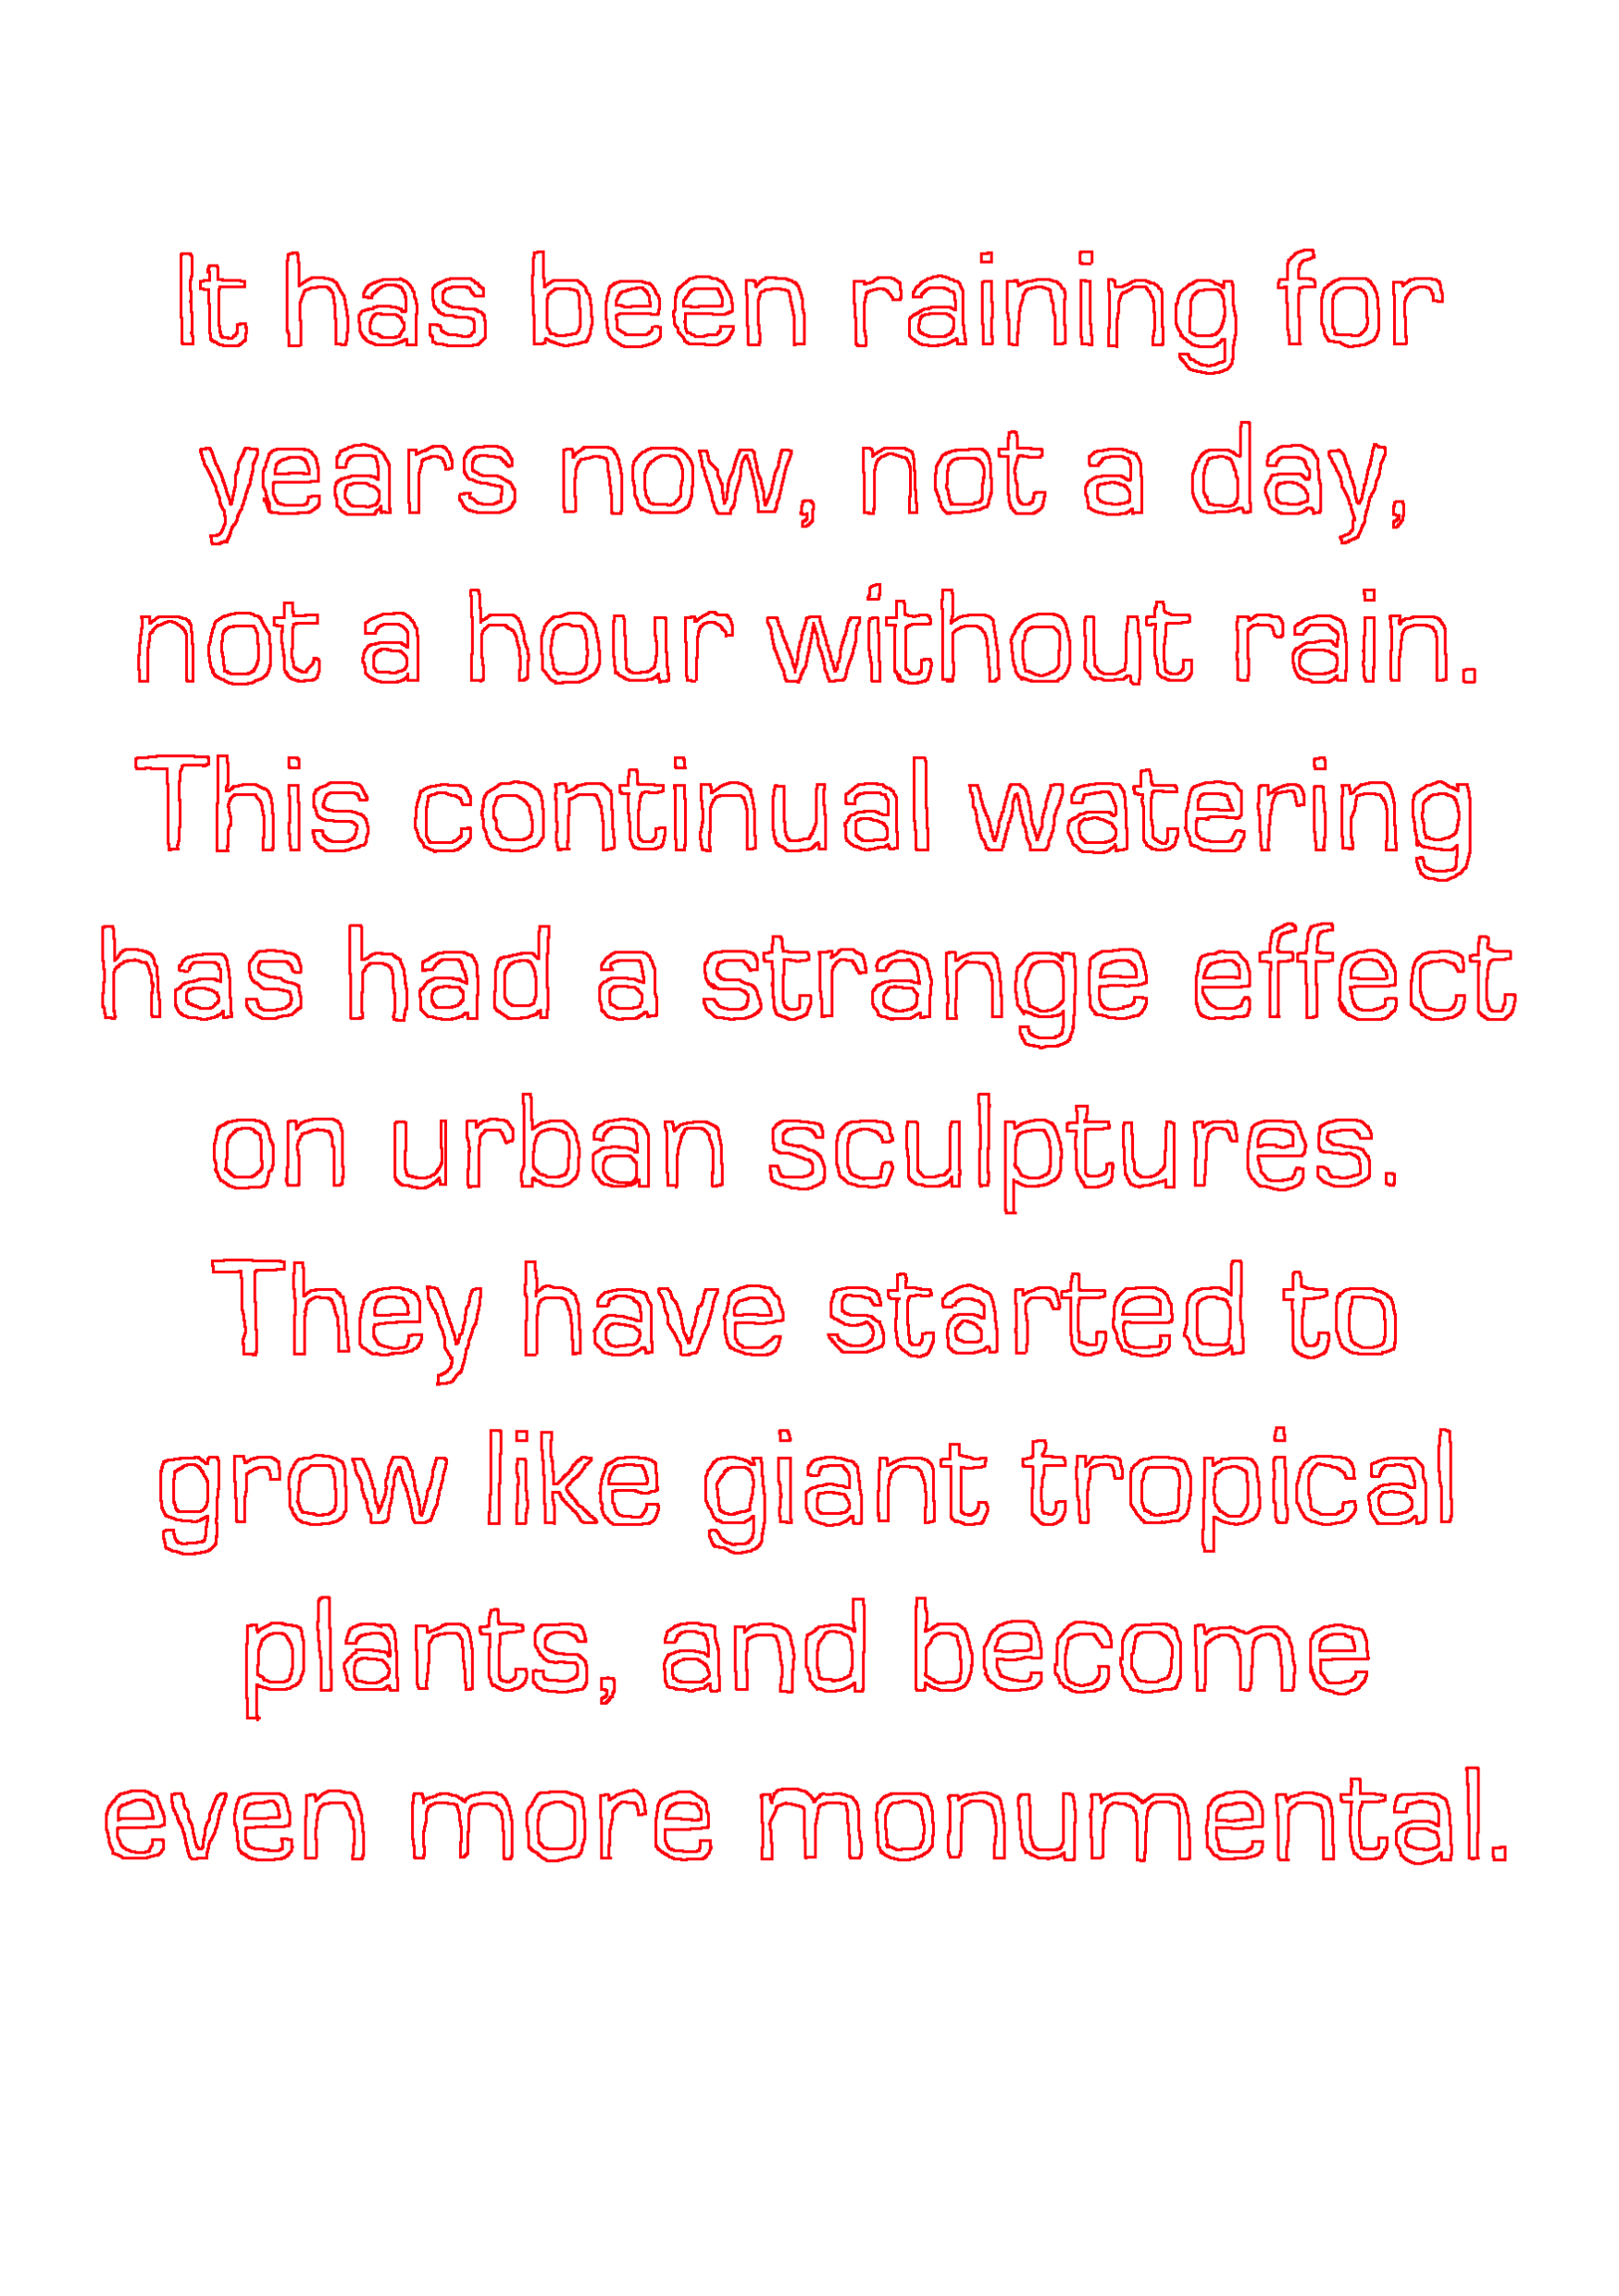 It has been raining for
years now, not a day,
not a hour without rain.
This continual watering
has had a strange effect
on urban sculptures.
They have started to
grow like giant tropical
plants, and become
even more monumental.